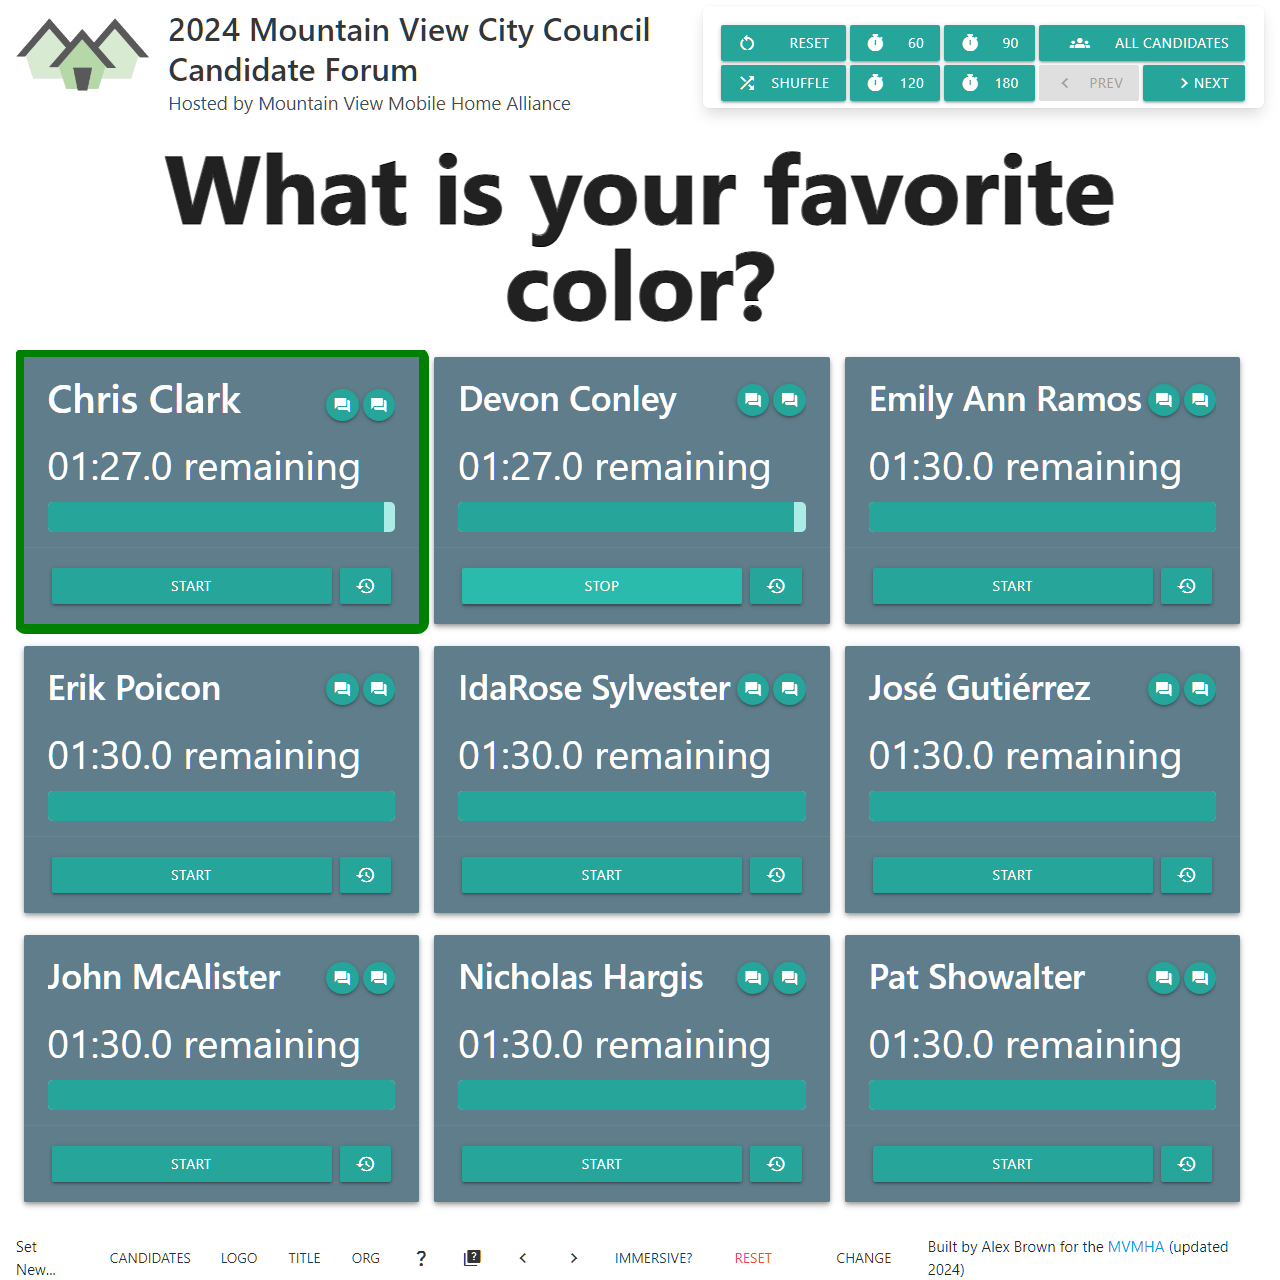 2024 Mountain View City Council
Candidate Forum
Hosted by Mountain View Mobile Home Alliance
RESET 60 90 ALL CANDIDATES
SHUFFLE 120 180 PREV NEXT
What is your favorite
color?
Chris Clark
01:27.0 remaining
START
Devon Conley
01:27.0 remaining
STOP
Emily Ann Ramos
01:30.0 remaining
START
Erik Poicon
01:30.0 remaining
START
IdaRose Sylvester
01:30.0 remaining
START
José Gutiérrez
01:30.0 remaining
START
John McAlister
01:30.0 remaining
START
Nicholas Hargis
01:30.0 remaining
START
Pat Showalter
01:30.0 remaining
START
Set
New...
CANDIDATES LOGO TITLE ORG ? ? IMMERSIVE? RESET CHANGE
Built by Alex Brown for the MVMHA (updated
2024)